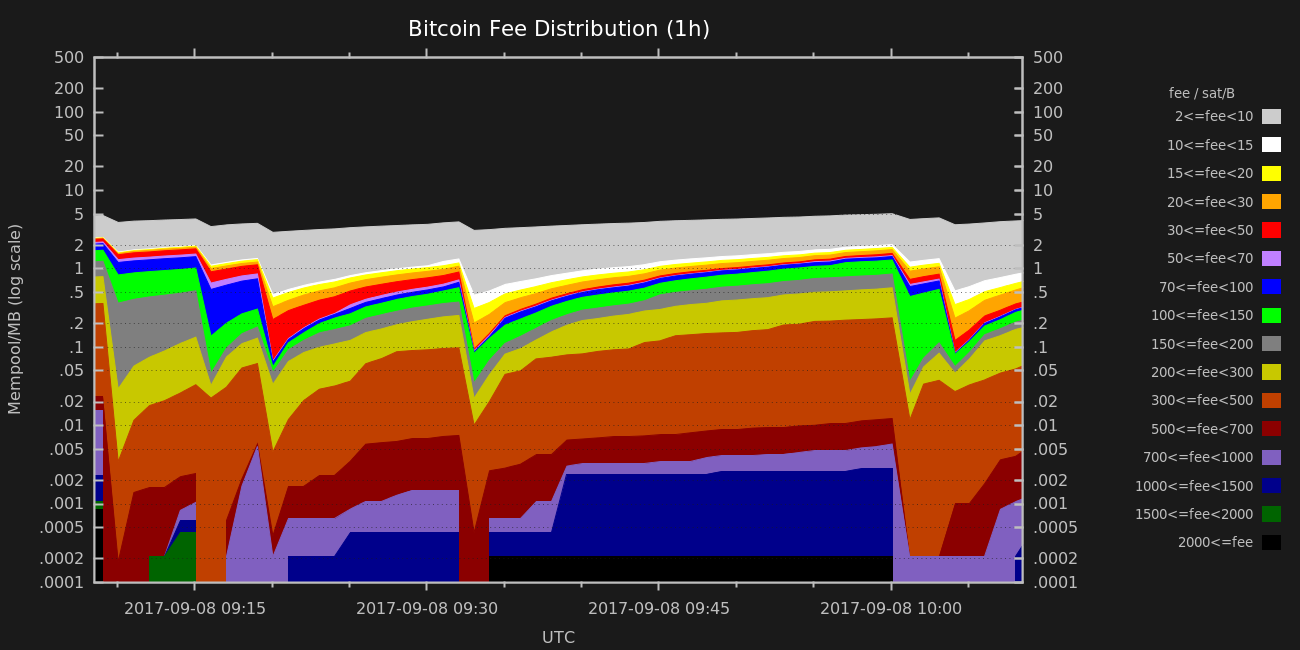 Bitcoin Fee Distribution (1h)
500 500
200 200
100 100
50 50
20 20
10 10
5 5
2 2
1 1
.5 .5
.2 .2
.1 .1
.05 .05
.02 .02
.01 .01
.005 .005
.002 .002
.001 .001
.0005 .0005
.0002 .0002
.0001 .0001
Mempool/MB (log scale)
2017-09-08 09:15 2017-09-08 09:30 2017-09-08 09:45 2017-09-08 10:00
UTC
fee / sat/B
2<=fee<10
10<=fee<15
15<=fee<20
20<=fee<30
30<=fee<50
50<=fee<70
70<=fee<100
100<=fee<150
150<=fee<200
200<=fee<300
300<=fee<500
500<=fee<700
700<=fee<1000
1000<=fee<1500
1500<=fee<2000
2000<=fee